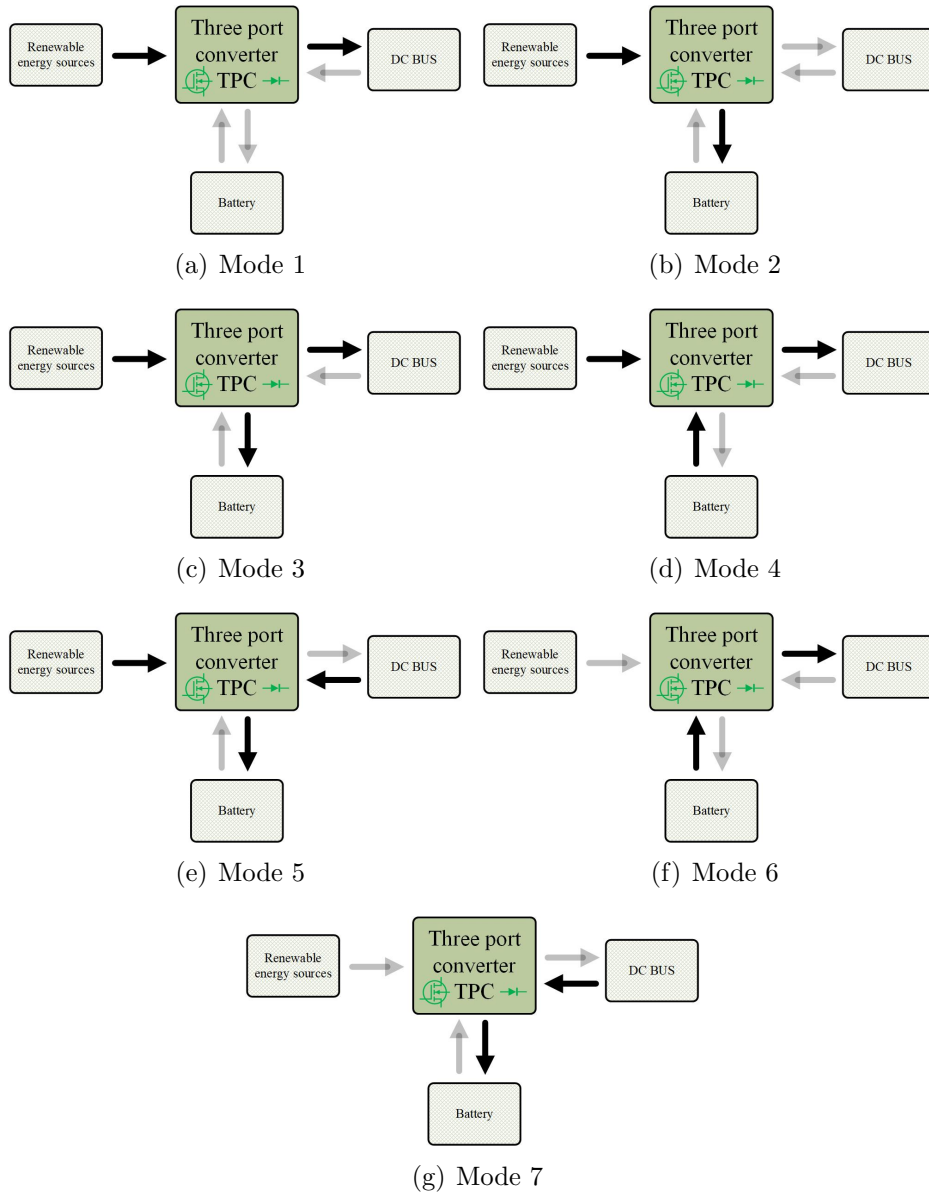 Renewable
energy sources
Three port
converter
TPC
DC BUS
Battery
(a) Mode 1
Renewable
energy sources
Three port
converter
TPC
DC BUS
Battery
(b) Mode 2
Renewable
energy sources
Three port
converter
TPC
DC BUS
Battery
(c) Mode 3
Renewable
energy sources
Three port
converter
TPC
DC BUS
Battery
(d) Mode 4
Renewable
energy sources
Three port
converter
TPC
DC BUS
Battery
(e) Mode 5
Renewable
energy sources
Three port
converter
TPC
DC BUS
Battery
(f) Mode 6
Renewable
energy sources
Three port
converter
TPC
DC BUS
Battery
(g) Mode 7